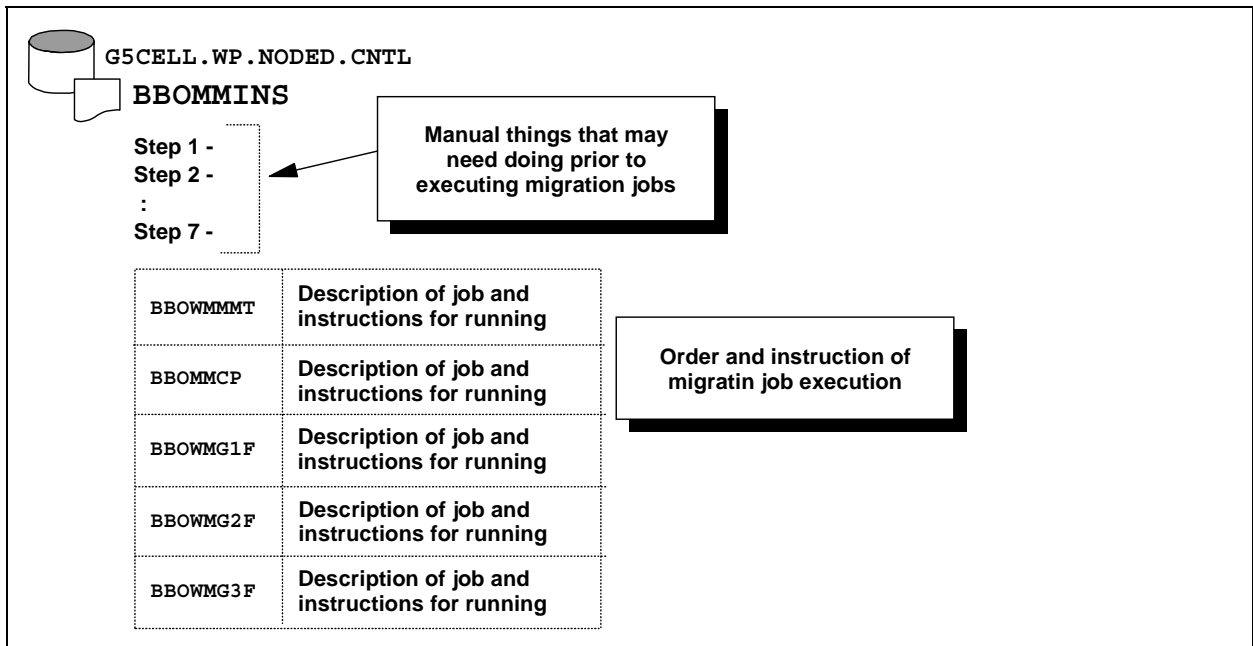 G5CELL.WP.NODED.CNTL
BBOMMINS
Step 1 -
Step 2 -
:
Step 7 -
Manual things that may
need doing prior to
executing migration jobs
BBOWMMMT
Description of job and
instructions for running
BBOMMCP
Description of job and
instructions for running
BBOWMG1F
Description of job and
instructions for running
BBOWMG2F
Description of job and
instructions for running
BBOWMG3F
Description of job and
instructions for running
Order and instruction of
migratin job execution